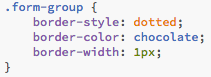 .form-group {
    border-style: dotted;
    border-color: chocolate;
    border-width: 1px;
}